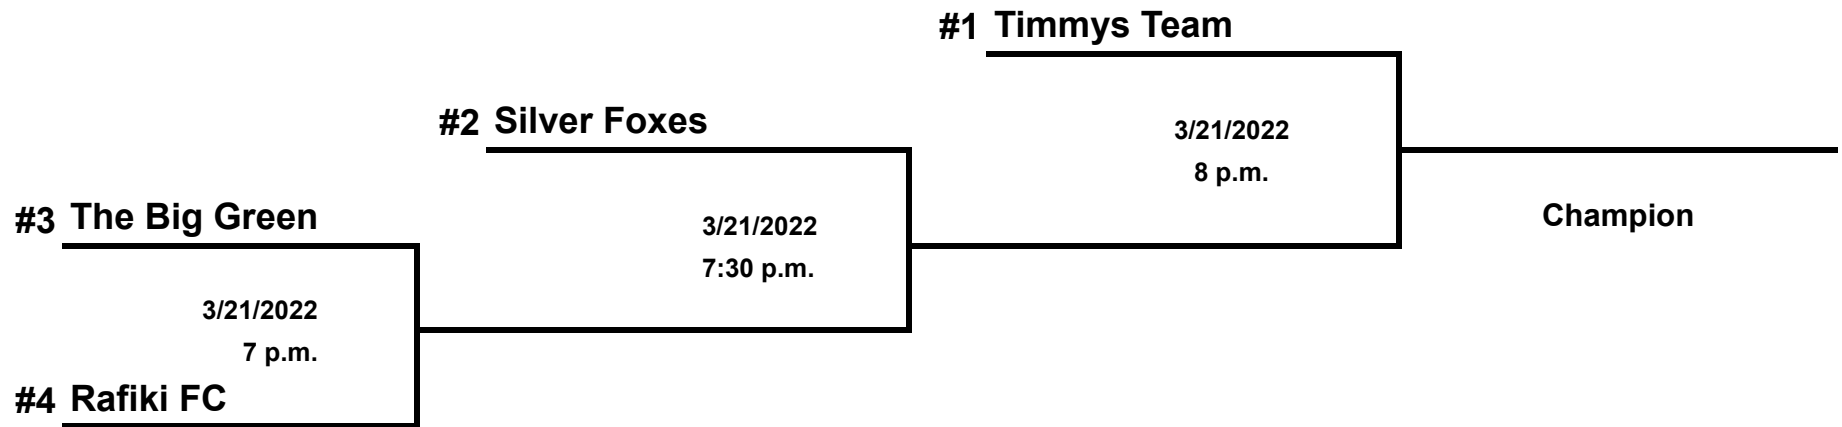 #1 Timmys Team
#2 Silver Foxes
3/21/2022
8 p.m.
#3 The Big Green
3/21/2022
7:30 p.m.
Champion
3/21/2022
7 p.m.
#4 Rafiki FC